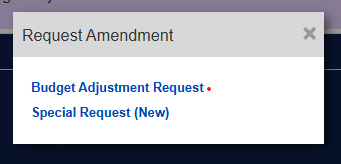 Request Amendment ×
Budget Adjustment Request •
Special Request (New)